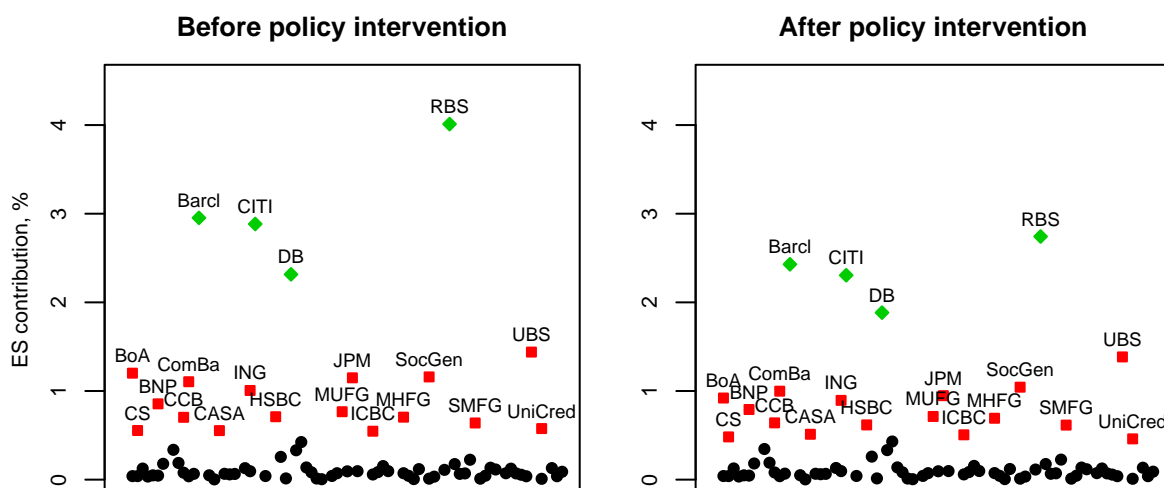 Before policy intervention
After policy intervention
ES contribution, %
0
1
2
3
4
RBS
Barcl
CITI
DB
UBS
BoA
ComBa
JPM
SocGen
BNP
ING
CCB
HSBC
MUFG
MHFG
CS
CASA
ICBC
SMFG
UniCred
0
1
2
3
4
RBS
Barcl
CITI
DB
UBS
SocGen
BoA
ComBa
JPM
BNP
ING
CCB
HSBC
MUFG
MHFG
CS
CASA
ICBC
SMFG
UniCred